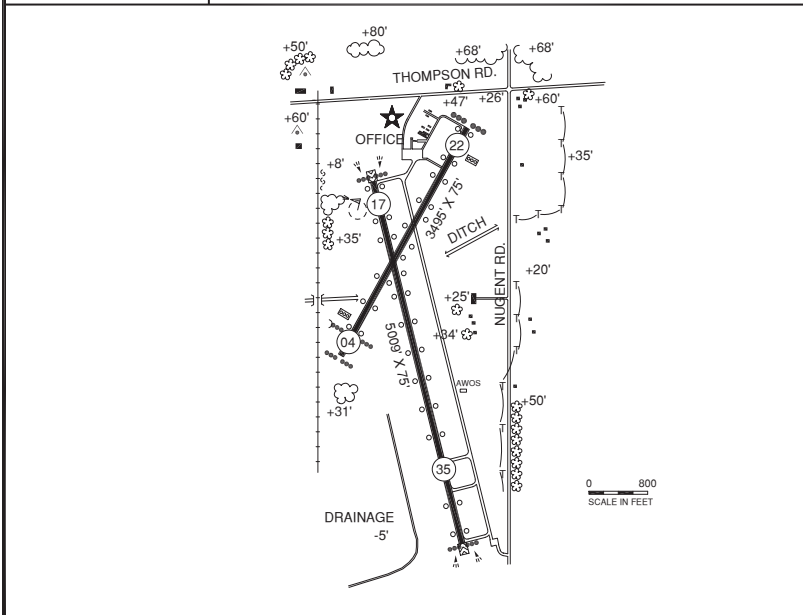 +80'
+50'
+68'
+68'
THOMPSON RD.
+47'
+26'
+60'
+60'
OFFICE
22
+35'
+8'
17
3495' X 75'
DITCH
+35'
NUGENT RD.
+20'
+25'
04
+34'
5009' X 75'
AWOS
+31'
+50'
35
0 800
SCALE IN FEET
DRAINAGE
-5'